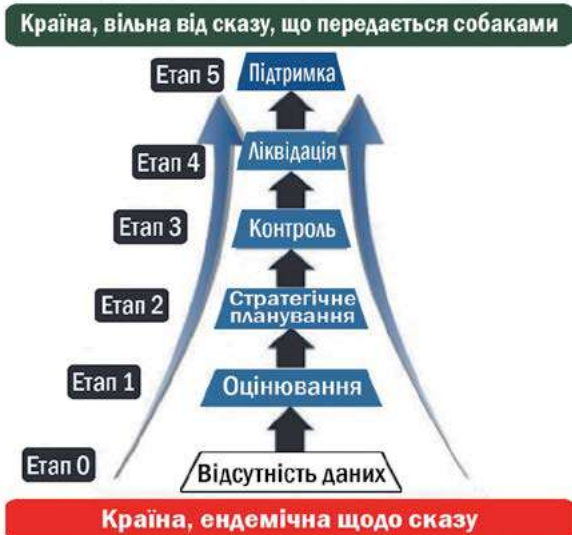 Країна, вільна від сказу, що передається собаками
Етап 5
Підтримка
Етап 4
Ліквідація
Етап 3
Контроль
Етап 2
Стратегічне
планування
Етап 1
Оцінювання
Етап 0
Відсутність даних
Країна, ендемічна щодо сказу